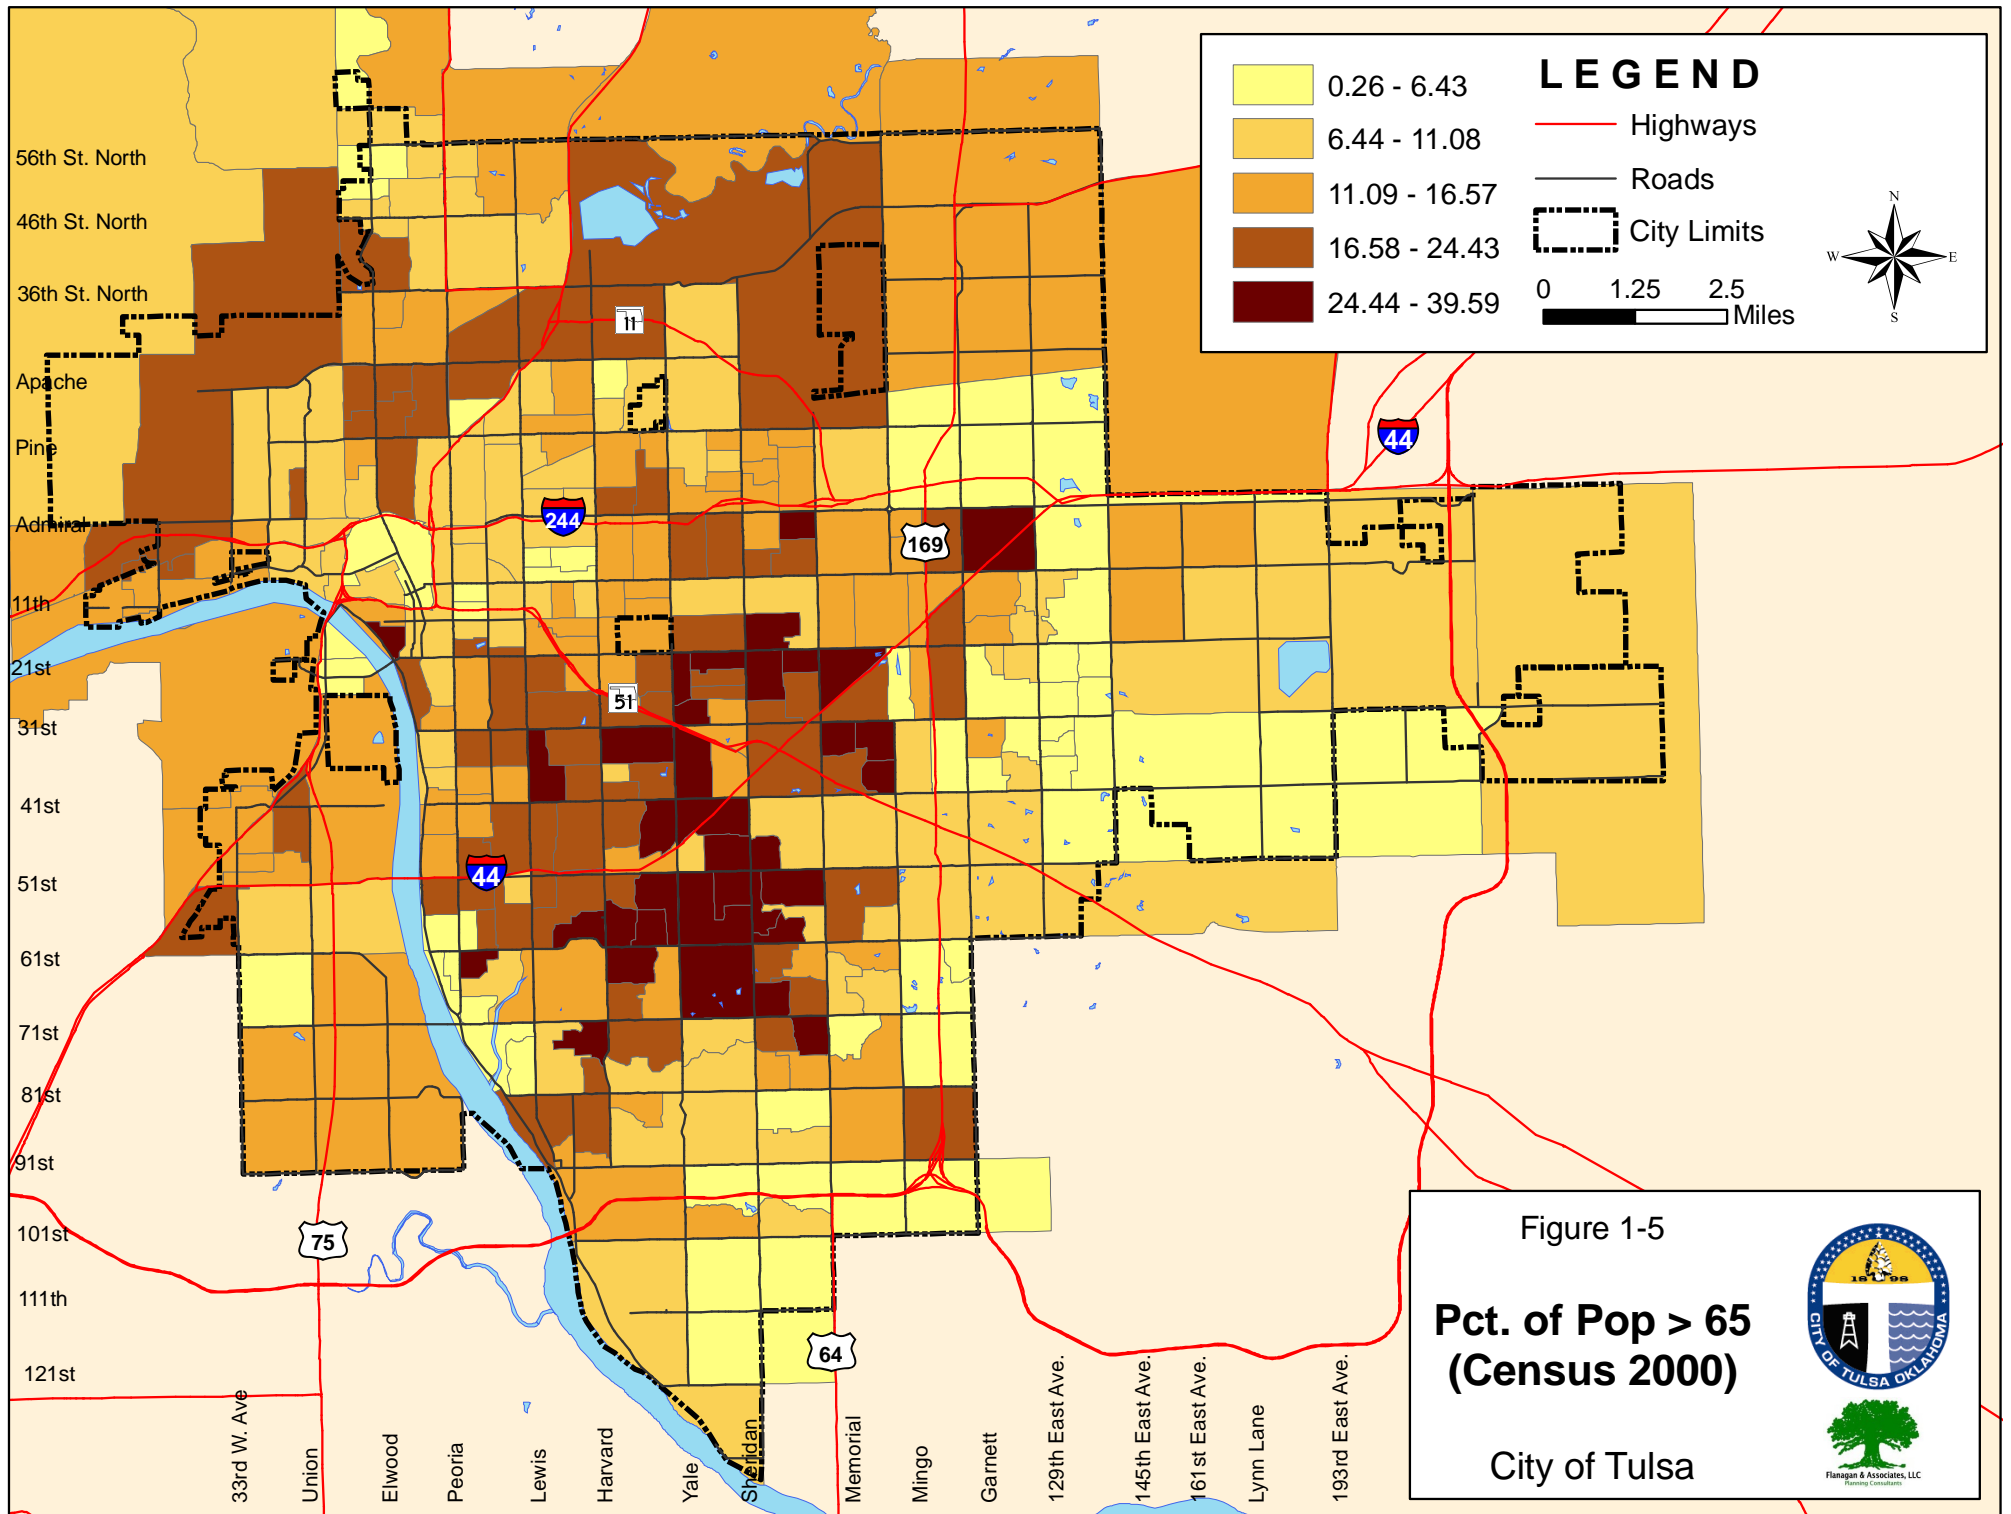 LEGEND
0.26 - 6.43
6.44 - 11.08
11.09 - 16.57
16.58 - 24.43
24.44 - 39.59
Highways
Roads
City Limits
0 1.25 2.5
Miles
N
W E
S
56th St. North
46th St. North
36th St. North
Apache
Pine
Admiral
11th
21st
31st
41st
51st
61st
71st
81st
91st
101st
111th
121st
11
44
244
169
51
44
75
64
33rd W. Ave
Union
Elwood
Peoria
Lewis
Harvard
Yale
Sheridan
Memorial
Mingo
Garnett
129th East Ave.
145th East Ave.
161st East Ave.
Lynn Lane
193rd East Ave.
Figure 1-5
Pct. of Pop > 65
(Census 2000)
City of Tulsa
18 98
CITY OF TULSA OKLAHOMA
Flanagan & Associates, LLC
Planning Consultants